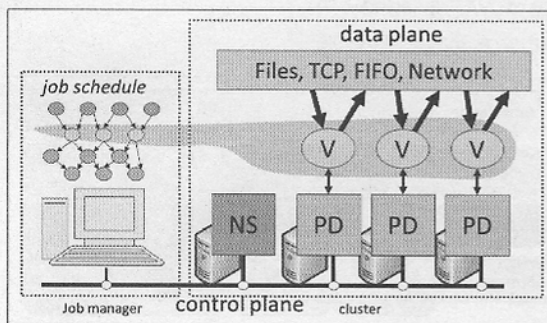 data plane
Files, TCP, FIFO, Network
job schedule
V V V
NS PD PD PD
control plane
Job manager
cluster